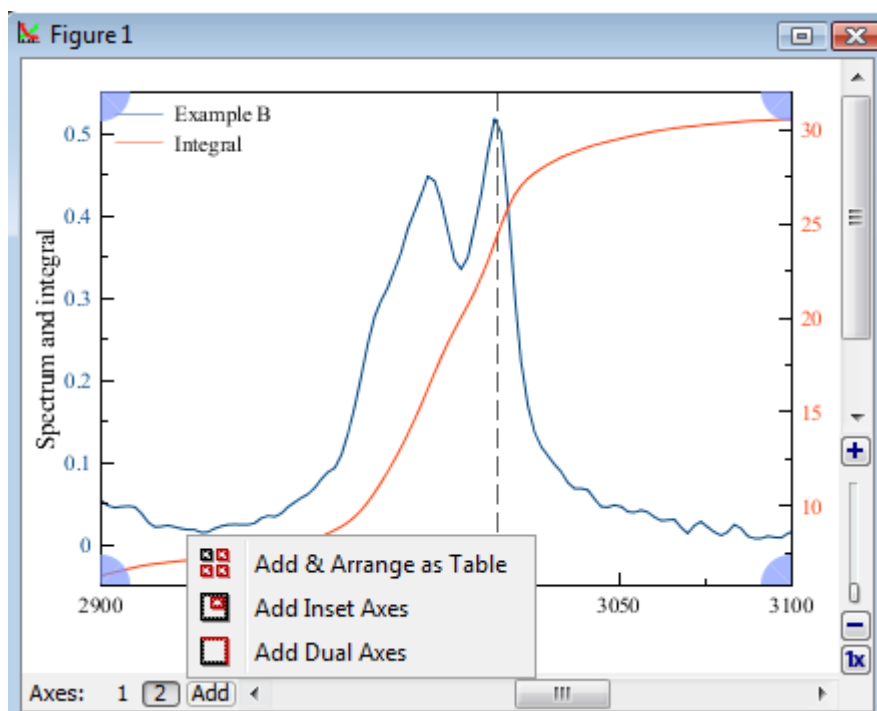 Figure 1
Example B
Integral
Spectrum and integral
0.5
0.4
0.3
0.2
0.1
0
30
25
20
15
10
2900
3050
3100
Add & Arrange as Table
Add Inset Axes
Add Dual Axes
1x
Axes: 1 2 Add